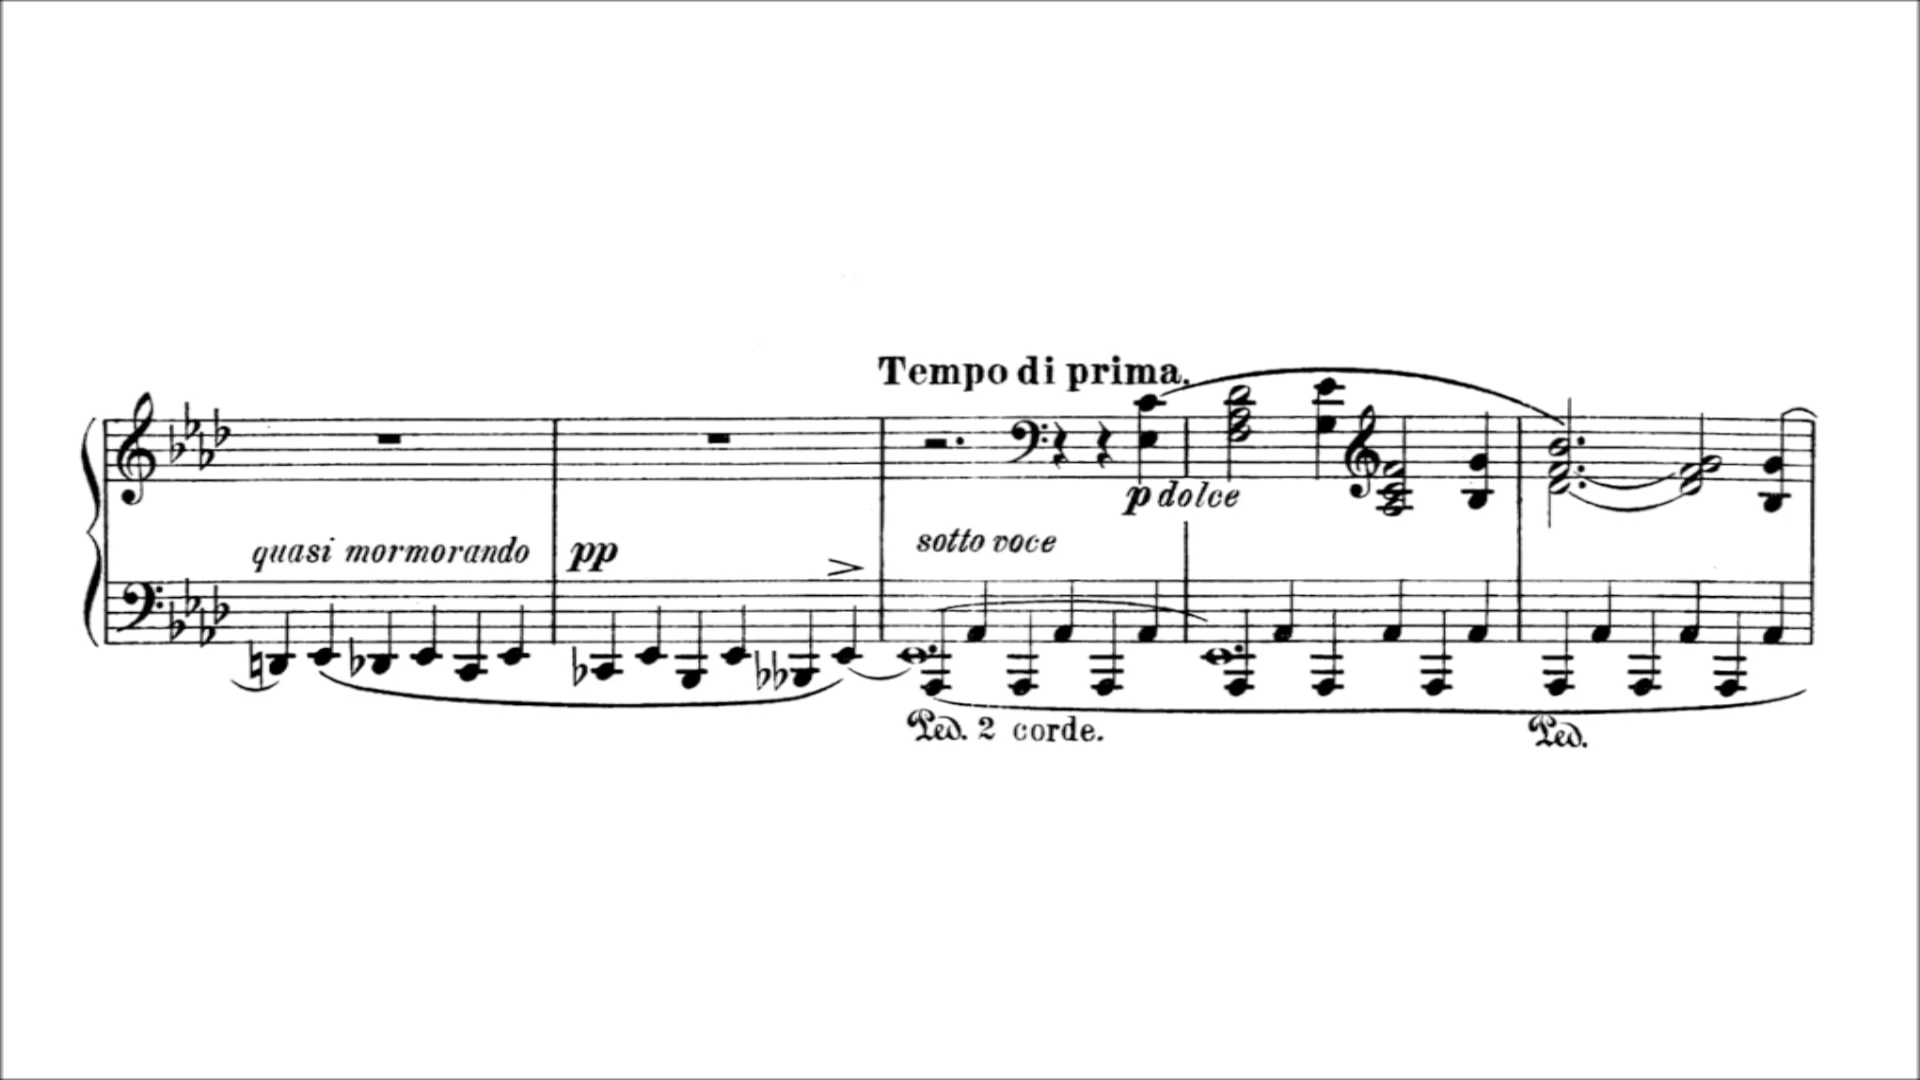 Tempo di prima.
p dolce
quasi mormorando pp sotto voce
Ped. 2 corde. Ped.